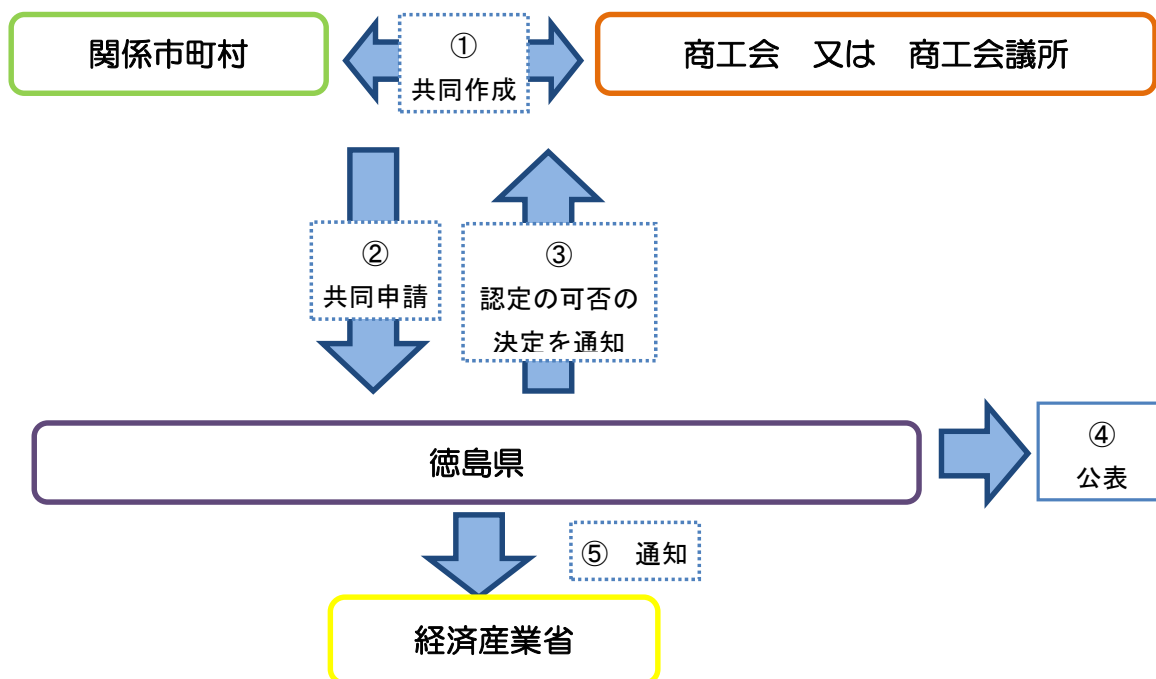 関係市町村
①
共同作成
商工会　又は　商工会議所
②
共同申請
③
認定の可否の
決定を通知
徳島県
④
公表
⑤　通知
経済産業省